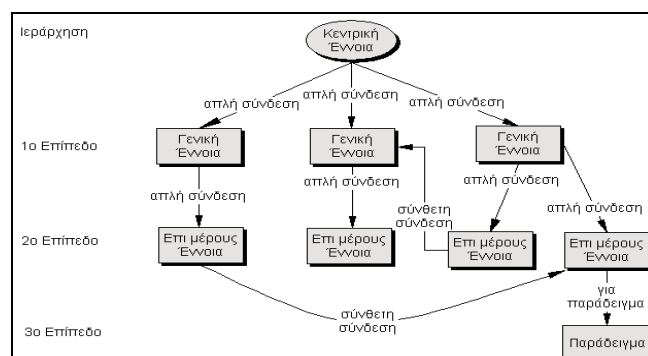 Ιεράρχηση
Κεντρική
Έννοια
απλή σύνδεση
απλή σύνδεση
απλή σύνδεση
1ο Επίπεδο
Γενική
Έννοια
Γενική
Έννοια
Γενική
Έννοια
απλή σύνδεση
απλή σύνδεση
απλή σύνδεση
σύνθετη
σύνδεση
απλή σύνδεση
2ο Επίπεδο
Επι μέρους
Έννοια
Επι μέρους
Έννοια
Επι μέρους
Έννοια
Επι μέρους
Έννοια
για
παράδειγμα
σύνθετη
σύνδεση
3ο Επίπεδο
Παράδειγμα